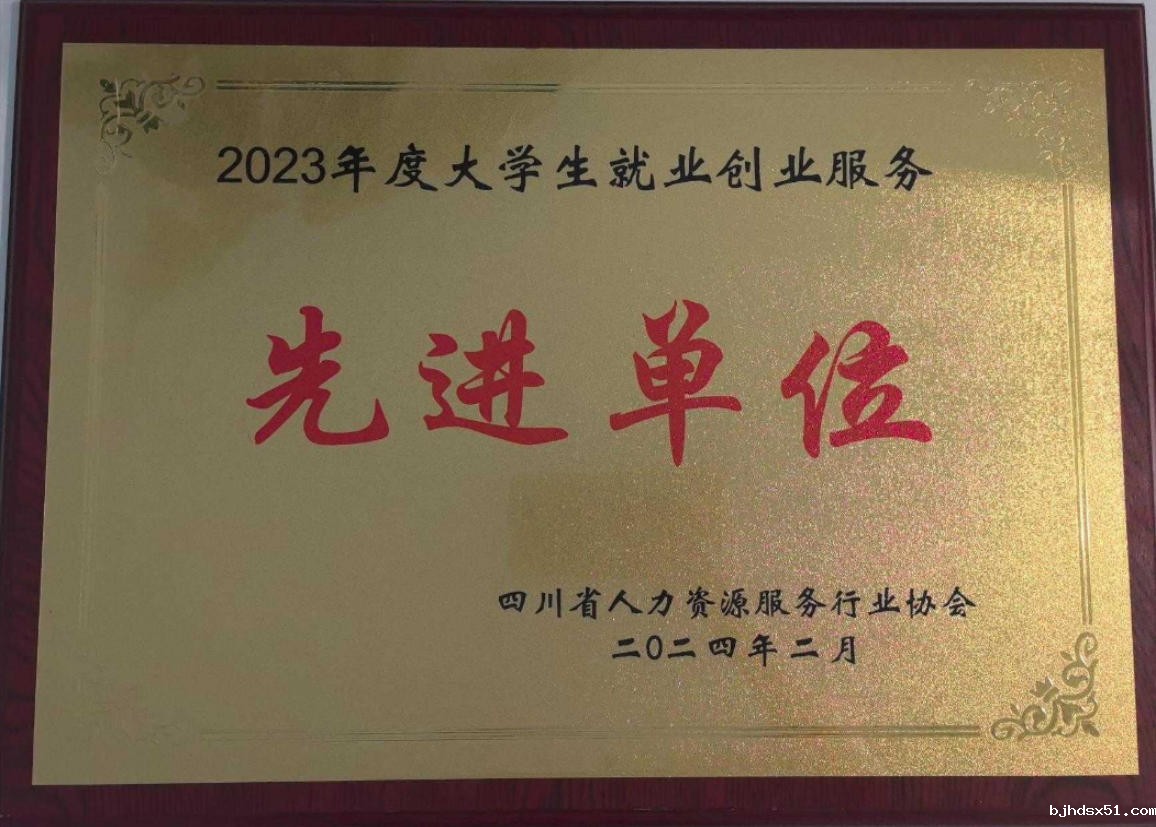 2023年度大学生就业创业服务
先进单位
四川省人力资源服务行业协会
二0二四年二月
bjhdsx51.com